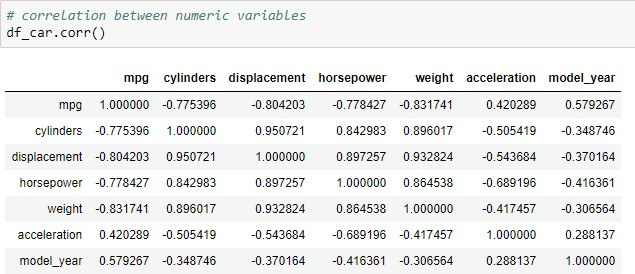 # correlation between numeric variables
df_car.corr()
mpg cylinders displacement horsepower weight acceleration model_year
mpg 1.000000 -0.775396 -0.804203 -0.778427 -0.831741 0.420289 0.579267
cylinders -0.775396 1.000000 0.950721 0.842983 0.896017 -0.505419 -0.348746
displacement -0.804203 0.950721 1.000000 0.897257 0.932824 -0.543684 -0.370164
horsepower -0.778427 0.842983 0.897257 1.000000 0.864538 -0.689196 -0.416361
weight -0.831741 0.896017 0.932824 0.864538 1.000000 -0.417457 -0.306564
acceleration 0.420289 -0.505419 -0.543684 -0.689196 -0.417457 1.000000 0.288137
model_year 0.579267 -0.348746 -0.370164 -0.416361 -0.306564 0.288137 1.000000